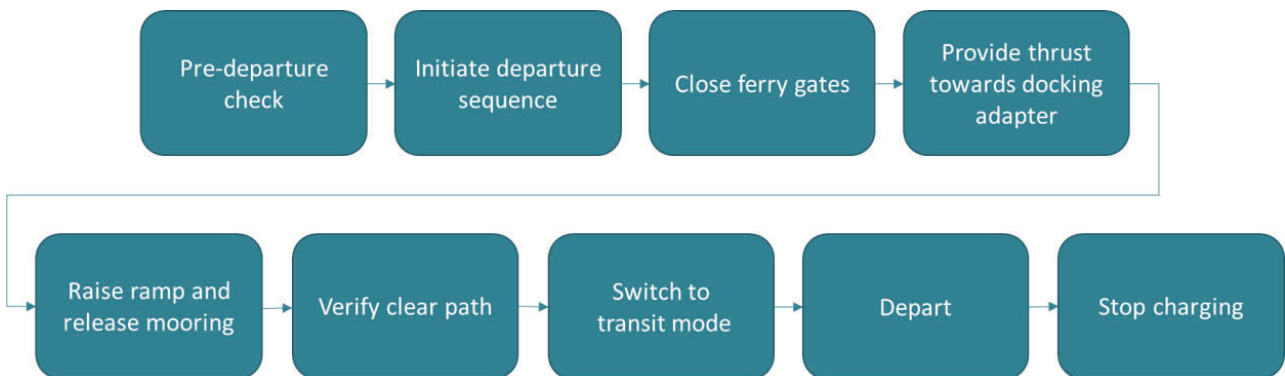 Pre-departure
check
Initiate departure
sequence
Close ferry gates
Provide thrust
towards docking
adapter
Raise ramp and
release mooring
Verify clear path
Switch to
transit mode
Depart
Stop charging